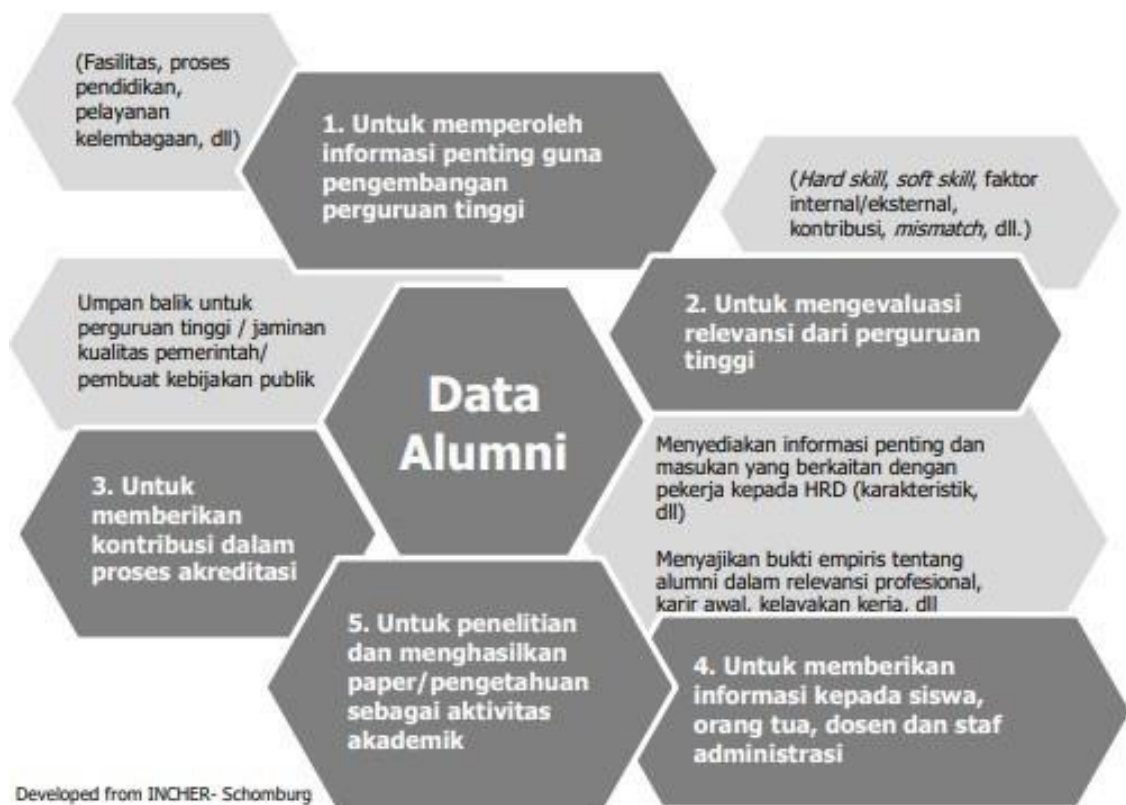 (Fasilitas, proses
pendidikan,
pelayanan
kelembagaan, dll)
1. Untuk memperoleh
informasi penting guna
pengembangan
perguruan tinggi
(Hard skill, soft skill, faktor
internal/eksternal,
kontribusi, mismatch, dll.)
2. Untuk mengevaluasi
relevansi dari perguruan
tinggi
Umpan balik untuk
perguruan tinggi / jaminan
kualitas pemerintah/
pembuat kebijakan publik
Data
Alumni
3. Untuk
memberikan
kontribusi dalam
proses akreditasi
Menyediakan informasi penting dan
masukan yang berkaitan dengan
pekerja kepada HRD (karakteristik,
dll)
Menyajikan bukti empiris tentang
alumni dalam relevansi profesional,
karir awal, kelayakan kerja, dll
4. Untuk memberikan
informasi kepada siswa,
orang tua, dosen dan staf
administrasi
5. Untuk penelitian
dan menghasilkan
paper/pengetahuan
sebagai aktivitas
akademik
Developed from INCHER- Schomburg